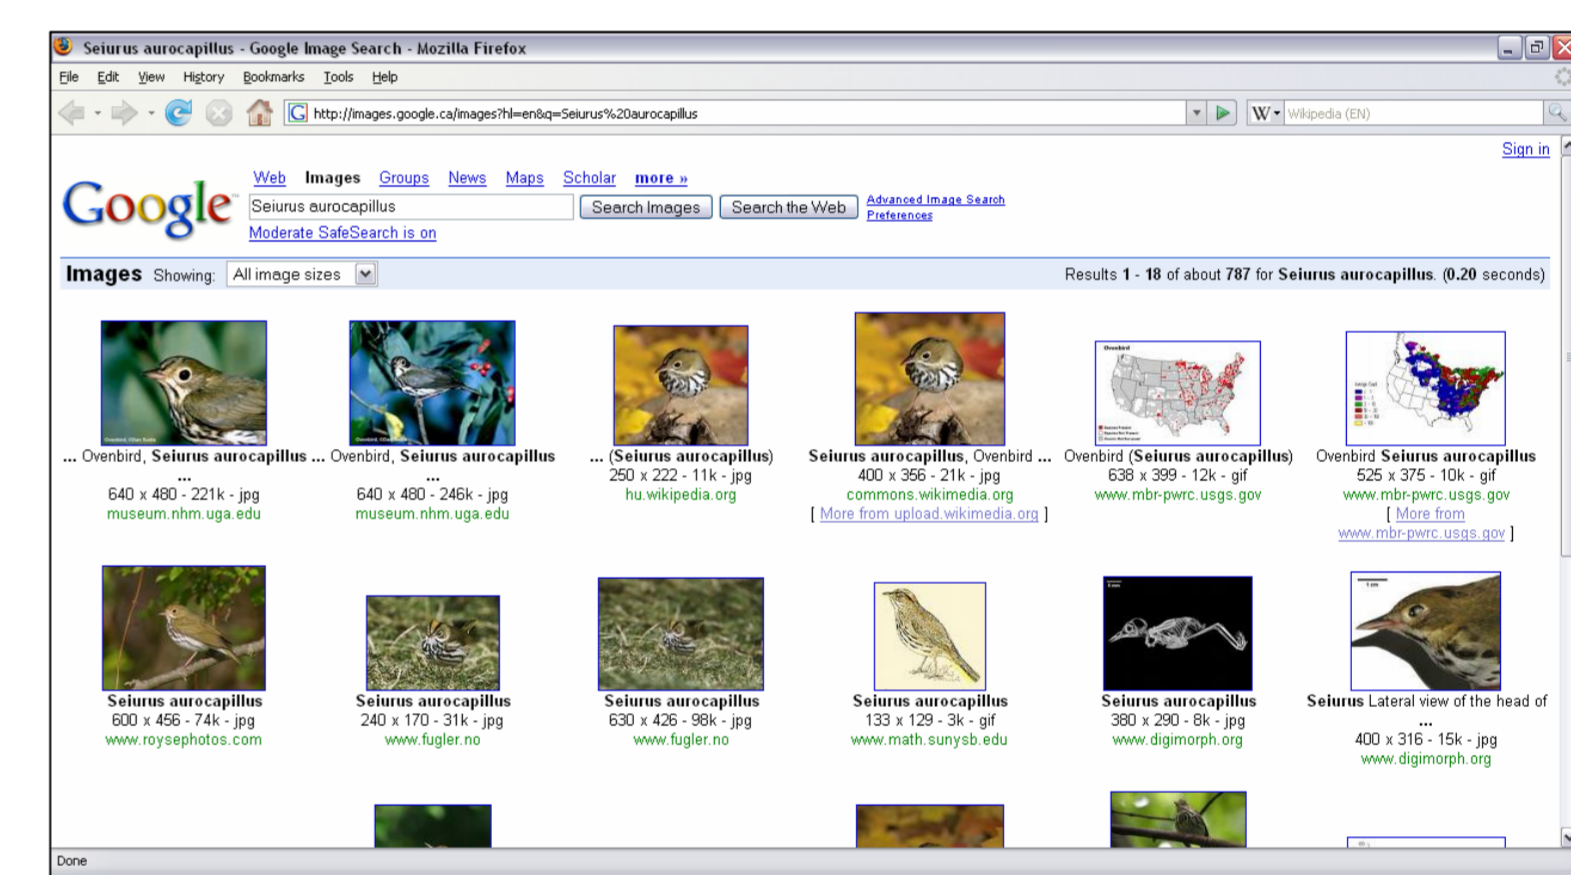 Seiurus aurocapillus - Google Image Search - Mozilla Firefox
File Edit View History Bookmarks Tools Help
http://images.google.ca/images?hl=en&q=Seiurus%20aurocapillus W Wikipedia (EN)
Sign in
Google™ Web Images Groups News Maps Scholar more »
Seiurus aurocapillus Search Images Search the Web Advanced Image Search
Preferences
Moderate SafeSearch is on
Images Showing: All image sizes Results 1 - 18 of about 787 for Seiurus aurocapillus. (0.20 seconds)
Ovenbird
... Ovenbird, Seiurus aurocapillus ... Ovenbird, Seiurus aurocapillus ... (Seiurus aurocapillus) Seiurus aurocapillus, Ovenbird ... Ovenbird (Seiurus aurocapillus) Ovenbird Seiurus aurocapillus
... ... 250 x 222 - 11k - jpg 400 x 356 - 21k - jpg 638 x 399 - 12k - gif 525 x 375 - 10k - gif
640 x 480 - 221k - jpg 640 x 480 - 246k - jpg hu.wikipedia.org commons.wikimedia.org www.mbr-pwrc.usgs.gov www.mbr-pwrc.usgs.gov
museum.nhm.uga.edu museum.nhm.uga.edu [ More from upload.wikimedia.org ] [ More from
www.mbr-pwrc.usgs.gov ]
Seiurus aurocapillus Seiurus aurocapillus Seiurus aurocapillus Seiurus aurocapillus Seiurus aurocapillus Seiurus Lateral view of the head of
600 x 456 - 74k - jpg 240 x 170 - 31k - jpg 630 x 426 - 98k - jpg 133 x 129 - 3k - gif 380 x 290 - 8k - jpg ...
www.roysephotos.com www.fugler.no www.fugler.no www.math.sunysb.edu www.digimorph.org 400 x 316 - 15k - jpg
www.digimorph.org
Done